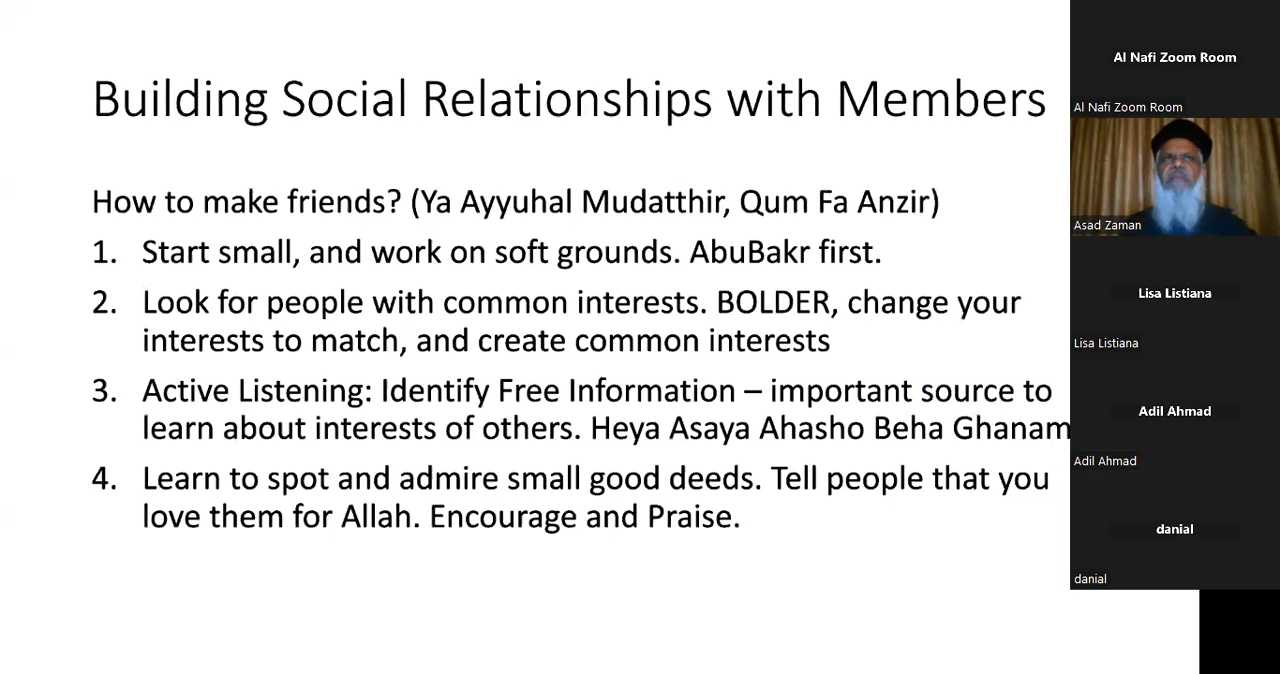 Building Social Relationships with Members
How to make friends? (Ya Ayyuhal Mudatthir, Qum Fa Anzir)
1. Start small, and work on soft grounds. AbuBakr first.
2. Look for people with common interests. BOLDER, change your
interests to match, and create common interests
3. Active Listening: Identify Free Information – important source to
learn about interests of others. Heya Asaya Ahasho Beha Ghanam
4. Learn to spot and admire small good deeds. Tell people that you
love them for Allah. Encourage and Praise.
Al Nafi Zoom Room
Al Nafi Zoom Room
Asad Zaman
Lisa Listiana
Lisa Listiana
Adil Ahmad
Adil Ahmad
danial
danial